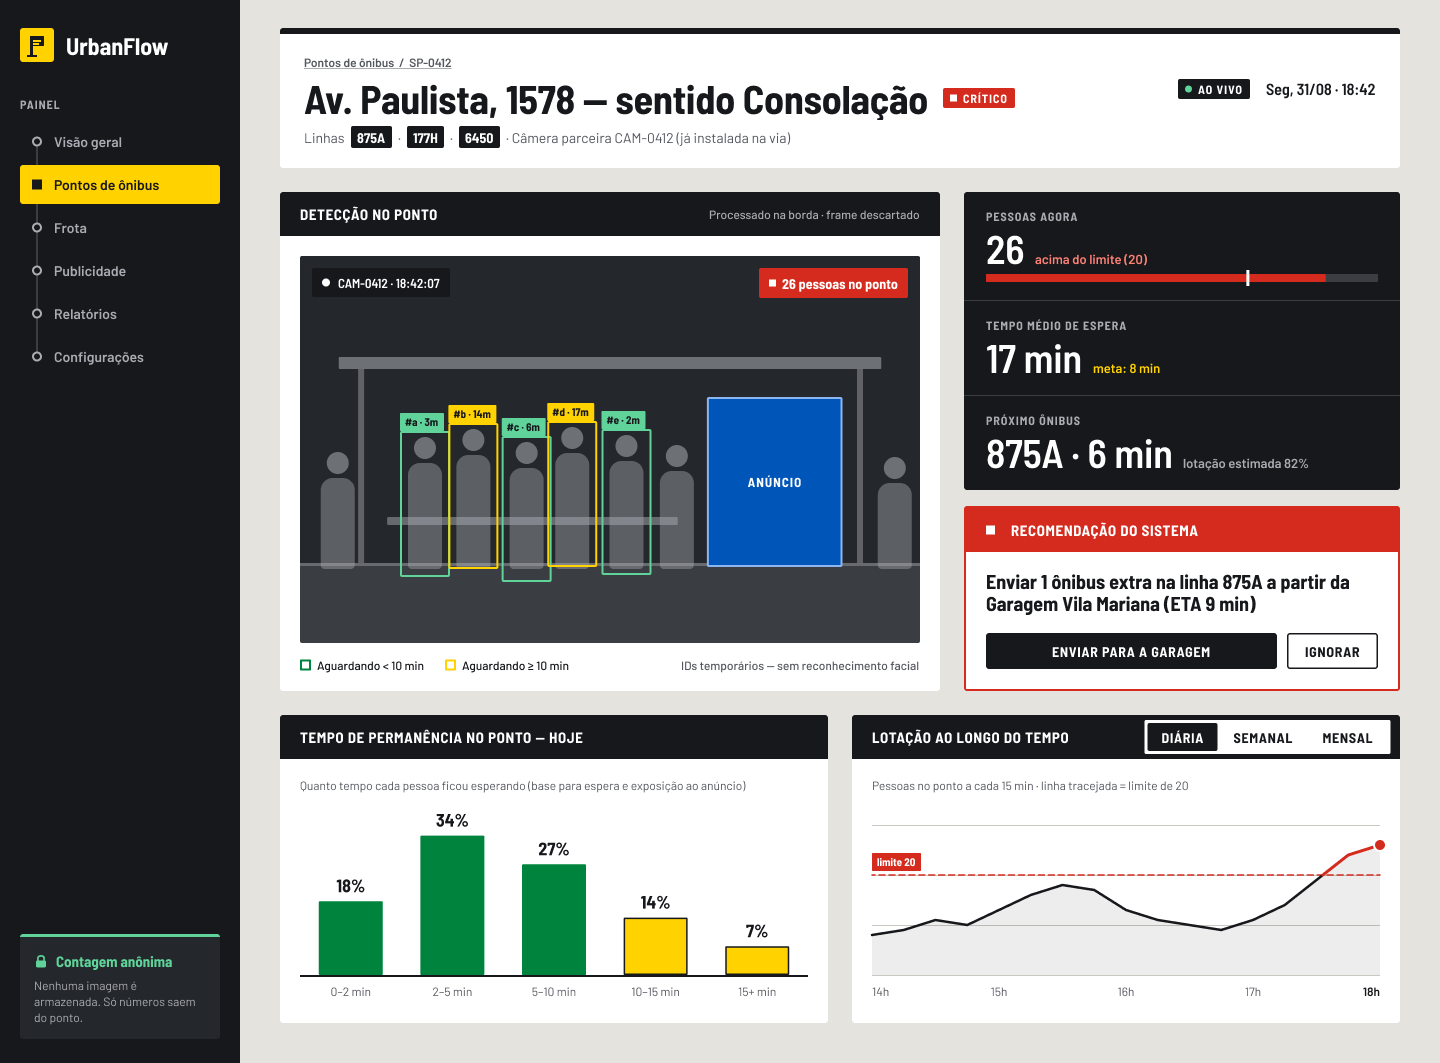 UrbanFlow
PAINEL
Visão geral
Pontos de ônibus
Frota
Publicidade
Relatórios
Configurações
Contagem anônima
Nenhuma imagem é
armazenada. Só números saem
do ponto.
Pontos de ônibus / SP-0412
Av. Paulista, 1578 — sentido Consolação
CRÍTICO
AO VIVO
Seg, 31/08 · 18:42
Linhas 875A · 177H · 6450 · Câmera parceira CAM-0412 (já instalada na via)
DETECÇÃO NO PONTO
Processado na borda · frame descartado
CAM-0412 · 18:42:07
26 pessoas no ponto
#a · 3m
#b · 14m
#c · 6m
#d · 17m
#e · 2m
ANÚNCIO
Aguardando < 10 min
Aguardando ≥ 10 min
IDs temporários — sem reconhecimento facial
PESSOAS AGORA
26 acima do limite (20)
TEMPO MÉDIO DE ESPERA
17 min meta: 8 min
PRÓXIMO ÔNIBUS
875A · 6 min lotação estimada 82%
RECOMENDAÇÃO DO SISTEMA
Enviar 1 ônibus extra na linha 875A a partir da
Garagem Vila Mariana (ETA 9 min)
ENVIAR PARA A GARAGEM
IGNORAR
TEMPO DE PERMANÊNCIA NO PONTO — HOJE
Quanto tempo cada pessoa ficou esperando (base para espera e exposição ao anúncio)
18%
34%
27%
14%
7%
0–2 min
2–5 min
5–10 min
10–15 min
15+ min
LOTAÇÃO AO LONGO DO TEMPO
DIÁRIA
SEMANAL
MENSAL
Pessoas no ponto a cada 15 min · linha tracejada = limite de 20
limite 20
14h
15h
16h
17h
18h